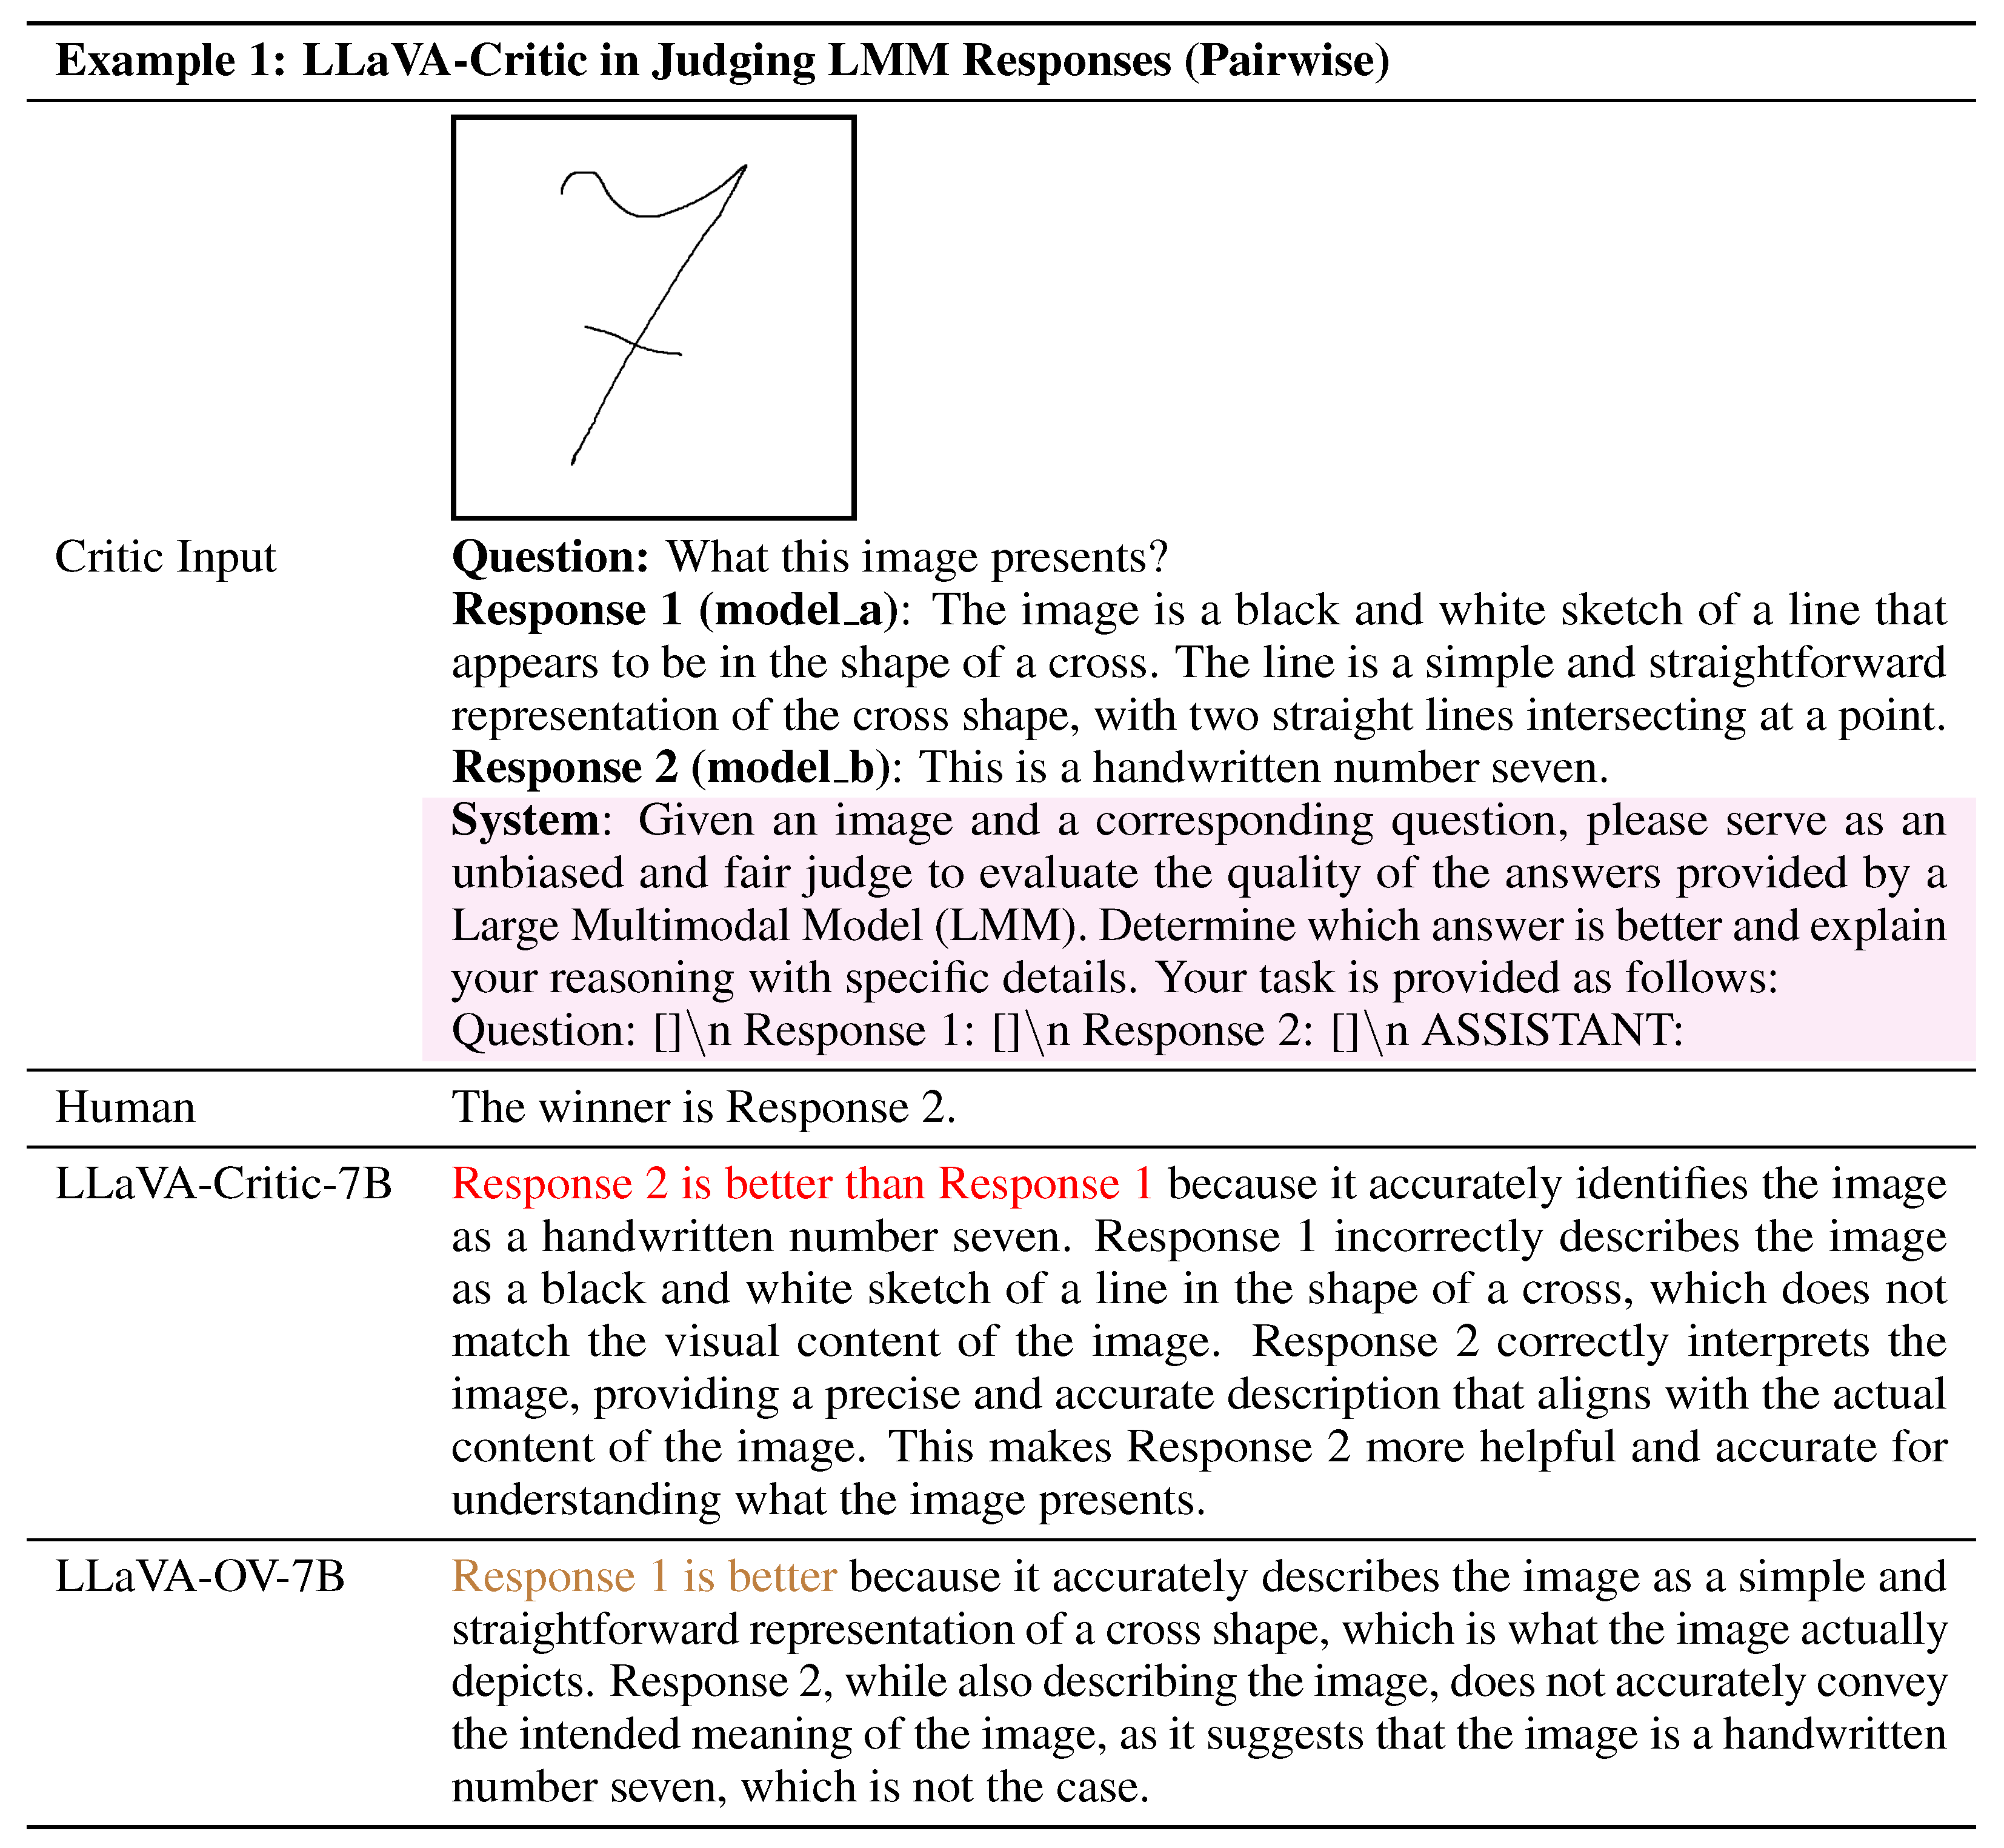 Example 1: LLaVA-Critic in Judging LMM Responses (Pairwise)
Critic Input
Question: What this image presents?
Response 1 (model_a): The image is a black and white sketch of a line that
appears to be in the shape of a cross. The line is a simple and straightforward
representation of the cross shape, with two straight lines intersecting at a point.
Response 2 (model_b): This is a handwritten number seven.
System: Given an image and a corresponding question, please serve as an
unbiased and fair judge to evaluate the quality of the answers provided by a
Large Multimodal Model (LMM). Determine which answer is better and explain
your reasoning with specific details. Your task is provided as follows:
Question: []\n Response 1: []\n Response 2: []\n ASSISTANT:
Human
The winner is Response 2.
LLaVA-Critic-7B
Response 2 is better than Response 1 because it accurately identifies the image
as a handwritten number seven. Response 1 incorrectly describes the image
as a black and white sketch of a line in the shape of a cross, which does not
match the visual content of the image. Response 2 correctly interprets the
image, providing a precise and accurate description that aligns with the actual
content of the image. This makes Response 2 more helpful and accurate for
understanding what the image presents.
LLaVA-OV-7B
Response 1 is better because it accurately describes the image as a simple and
straightforward representation of a cross shape, which is what the image actually
depicts. Response 2, while also describing the image, does not accurately convey
the intended meaning of the image, as it suggests that the image is a handwritten
number seven, which is not the case.